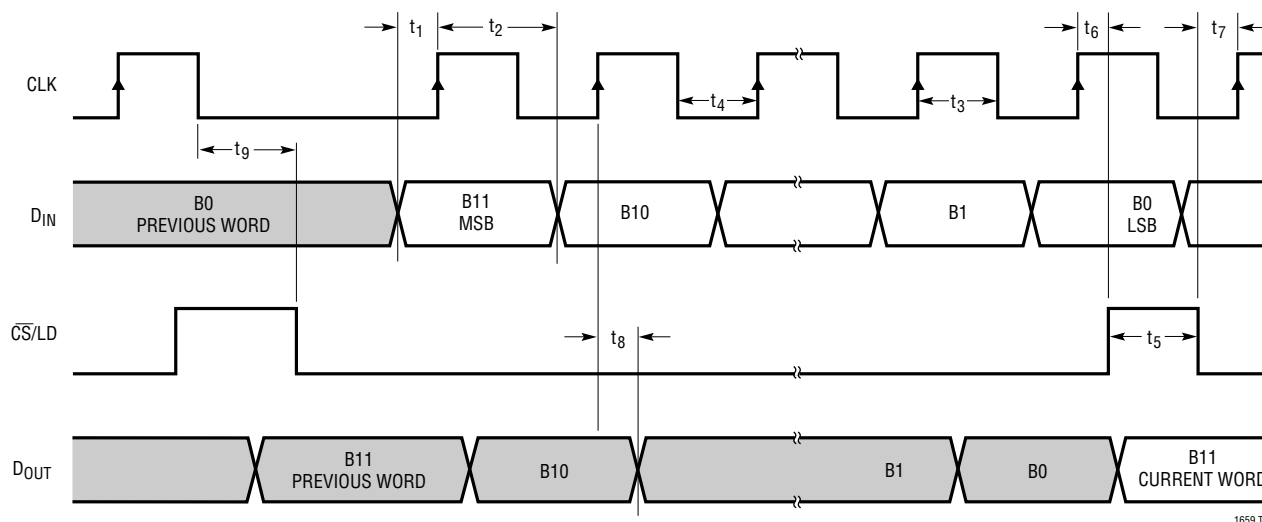 t1
t2
t6
t7
CLK
t4
t3
t9
DIN
B0
PREVIOUS WORD
B11
MSB
B10
B1
B0
LSB
CS/LD
t8
t5
DOUT
B11
PREVIOUS WORD
B10
B1
B0
B11
CURRENT WORD
1659 T